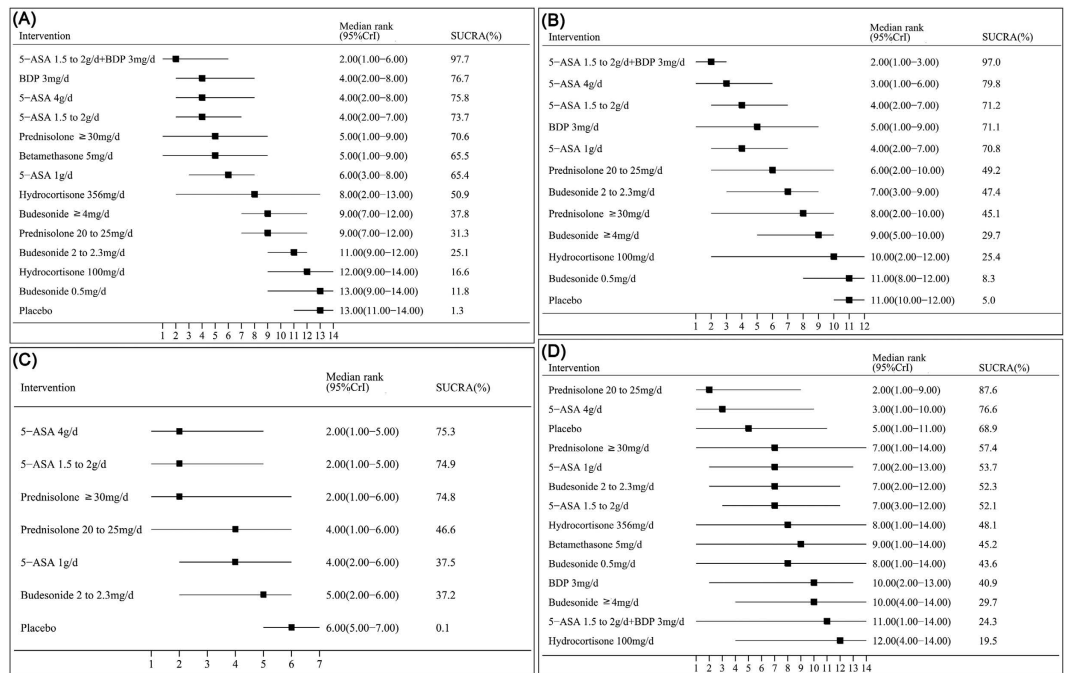 (A)
Intervention Median rank (95%CrI) SUCRA(%)
5−ASA 1.5 to 2g/d+BDP 3mg/d 2.00(1.00−6.00) 97.7
BDP 3mg/d 4.00(2.00−8.00) 76.7
5−ASA 4g/d 4.00(2.00−8.00) 75.8
5−ASA 1.5 to 2g/d 4.00(2.00−7.00) 73.7
Prednisolone ≥30mg/d 5.00(1.00−9.00) 70.6
Betamethasone 5mg/d 5.00(1.00−9.00) 65.5
5−ASA 1g/d 6.00(3.00−8.00) 65.4
Hydrocortisone 356mg/d 8.00(2.00−13.00) 50.9
Budesonide ≥4mg/d 9.00(7.00−12.00) 37.8
Prednisolone 20 to 25mg/d 9.00(7.00−12.00) 31.3
Budesonide 2 to 2.3mg/d 11.00(9.00−12.00) 25.1
Hydrocortisone 100mg/d 12.00(9.00−14.00) 16.6
Budesonide 0.5mg/d 13.00(9.00−14.00) 11.8
Placebo 13.00(11.00−14.00) 1.3
1 2 3 4 5 6 7 8 9 10 11 12 13 14
(B)
Intervention Median rank (95%CrI) SUCRA(%)
5−ASA 1.5 to 2g/d+BDP 3mg/d 2.00(1.00−3.00) 97.0
5−ASA 4g/d 3.00(1.00−6.00) 79.8
5−ASA 1.5 to 2g/d 4.00(2.00−7.00) 71.2
BDP 3mg/d 5.00(1.00−9.00) 71.1
5−ASA 1g/d 4.00(2.00−7.00) 70.8
Prednisolone 20 to 25mg/d 6.00(2.00−10.00) 49.2
Budesonide 2 to 2.3mg/d 7.00(3.00−9.00) 47.4
Prednisolone ≥30mg/d 8.00(2.00−10.00) 45.1
Budesonide ≥4mg/d 9.00(5.00−10.00) 29.7
Hydrocortisone 100mg/d 10.00(2.00−12.00) 25.4
Budesonide 0.5mg/d 11.00(8.00−12.00) 8.3
Placebo 11.00(10.00−12.00) 5.0
1 2 3 4 5 6 7 8 9 10 11 12
(C)
Intervention Median rank (95%CrI) SUCRA(%)
5−ASA 4g/d 2.00(1.00−5.00) 75.3
5−ASA 1.5 to 2g/d 2.00(1.00−5.00) 74.9
Prednisolone ≥30mg/d 2.00(1.00−6.00) 74.8
Prednisolone 20 to 25mg/d 4.00(1.00−6.00) 46.6
5−ASA 1g/d 4.00(2.00−6.00) 37.5
Budesonide 2 to 2.3mg/d 5.00(2.00−6.00) 37.2
Placebo 6.00(5.00−7.00) 0.1
1 2 3 4 5 6 7
(D)
Intervention Median rank (95%CrI) SUCRA(%)
Prednisolone 20 to 25mg/d 2.00(1.00−9.00) 87.6
5−ASA 4g/d 3.00(1.00−10.00) 76.6
Placebo 5.00(1.00−11.00) 68.9
Prednisolone ≥30mg/d 7.00(1.00−14.00) 57.4
5−ASA 1g/d 7.00(2.00−13.00) 53.7
Budesonide 2 to 2.3mg/d 7.00(2.00−12.00) 52.3
5−ASA 1.5 to 2g/d 7.00(3.00−12.00) 52.1
Hydrocortisone 356mg/d 8.00(1.00−14.00) 48.1
Betamethasone 5mg/d 9.00(1.00−14.00) 45.2
Budesonide 0.5mg/d 8.00(1.00−14.00) 43.6
BDP 3mg/d 10.00(2.00−13.00) 40.9
Budesonide ≥4mg/d 10.00(4.00−14.00) 29.7
5−ASA 1.5 to 2g/d+BDP 3mg/d 11.00(1.00−14.00) 24.3
Hydrocortisone 100mg/d 12.00(4.00−14.00) 19.5
1 2 3 4 5 6 7 8 9 10 11 12 13 14